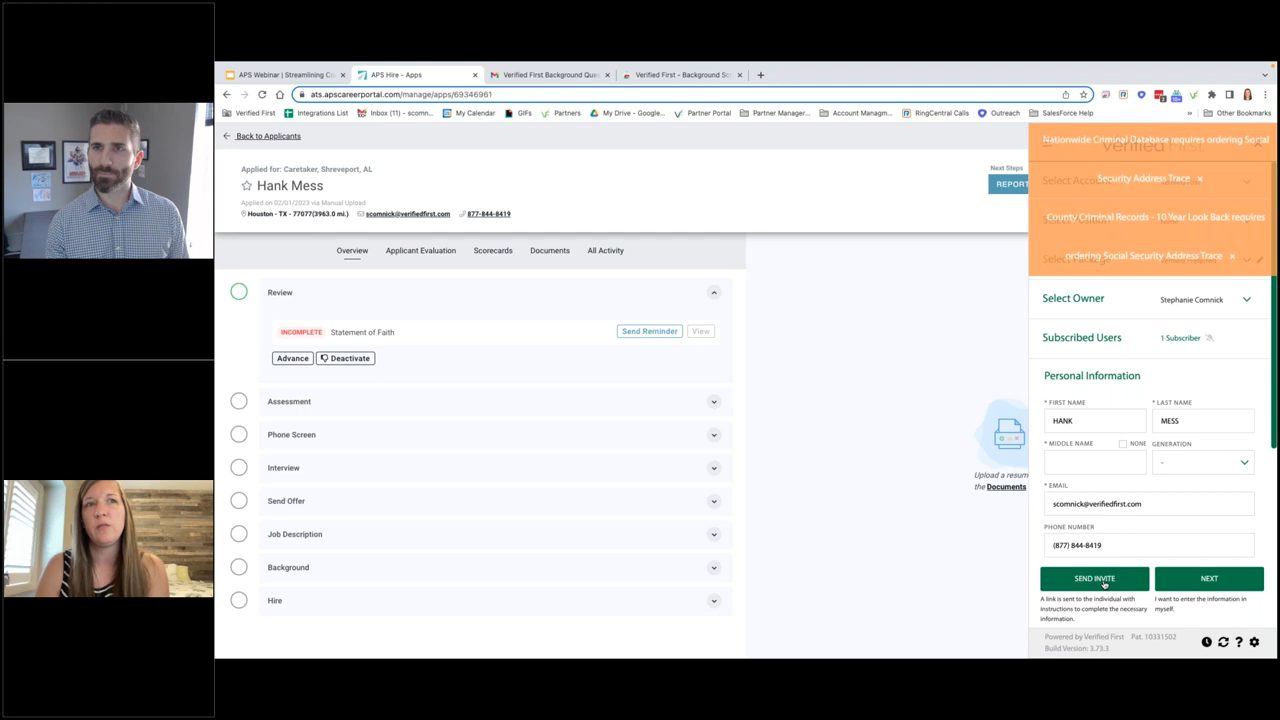 APS Webinar | Streamlining Co
APS Hire - Apps
Verified First Background Que
Verified First - Background Sc
ats.apscareerportal.com/manage/apps/69346961
Verified First
Integrations List
Inbox (11) - scomn...
My Calendar
GIFs
Partners
My Drive - Google...
Partner Portal
Partner Manager...
Account Managm...
RingCentral Calls
Outreach
SalesForce Help
Other Bookmarks
Back to Applicants
Applied for: Caretaker, Shreveport, AL
Hank Mess
Applied on 02/01/2023 via Manual Upload
Houston - TX - 77077(3963.0 mi.)
scomnick@verifiedfirst.com
877-844-8419
Next Steps
REPORT
Overview
Applicant Evaluation
Scorecards
Documents
All Activity
Review
INCOMPLETE
Statement of Faith
Send Reminder
View
Advance
Deactivate
Assessment
Phone Screen
Interview
Send Offer
Job Description
Background
Hire
Upload a resum
the Documents
Nationwide Criminal Database requires ordering Social
Security Address Trace ×
County Criminal Records - 10 Year Look Back requires
ordering Social Security Address Trace ×
Select Owner
Stephanie Comnick
Subscribed Users
1 Subscriber
Personal Information
* FIRST NAME
* LAST NAME
HANK
MESS
* MIDDLE NAME
NONE
GENERATION
-
* EMAIL
scomnick@verifiedfirst.com
PHONE NUMBER
(877) 844-8419
SEND INVITE
NEXT
A link is sent to the individual with
instructions to complete the necessary
information.
I want to enter the information in
myself.
Powered by Verified First Pat. 10331502
Build Version: 3.73.3